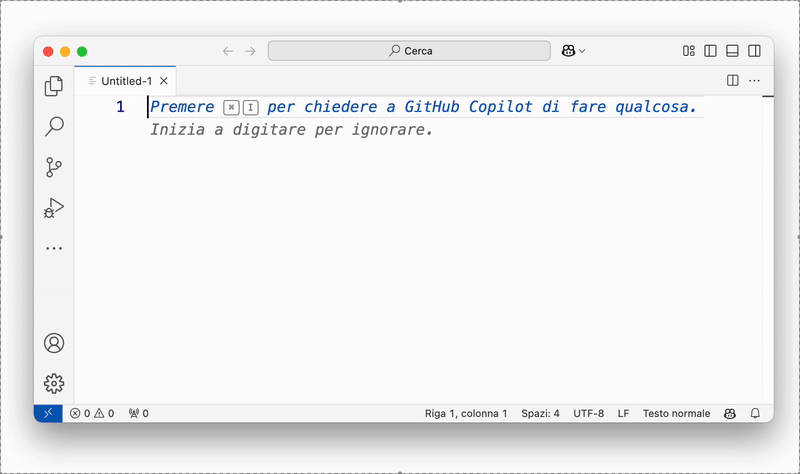 Cerca
Untitled-1
1 Premere ⌘ I per chiedere a GitHub Copilot di fare qualcosa.
Inizia a digitare per ignorare.
0 0 0 Riga 1, colonna 1 Spazi: 4 UTF-8 LF Testo normale